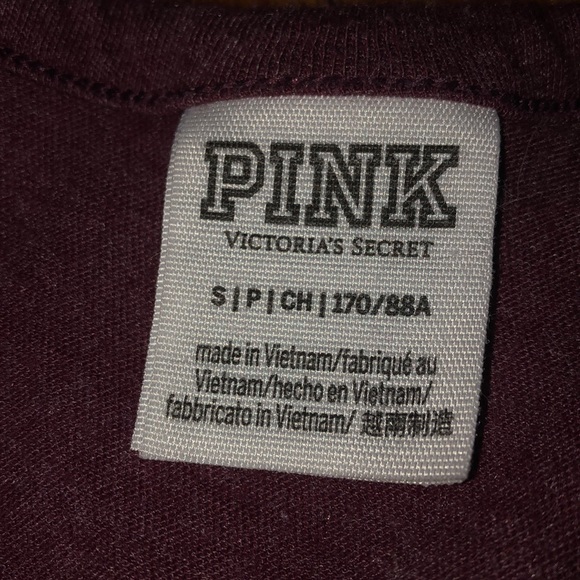 PINK
VICTORIA'S SECRET
S|P|CH|170/88A
made in Vietnam/fabriqué au
Vietnam/hecho en Vietnam/
fabbricato in Vietnam/越南制造